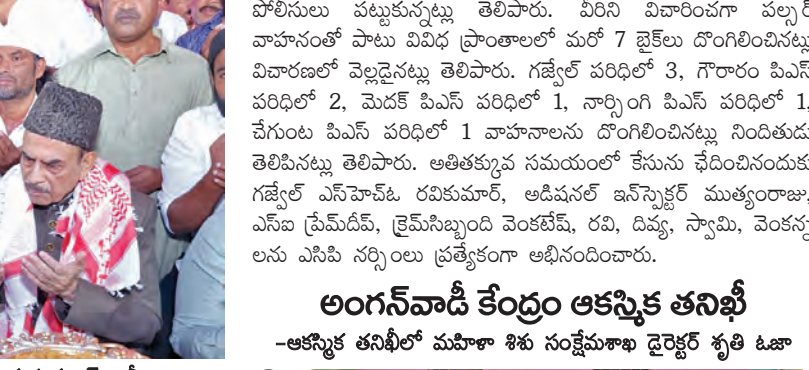 పోలీసులు పట్టుకున్నట్లు తెలిపారు. వీరిని విచారించగా పల్సర్
వాహనంతో పాటు వివిధ ప్రాంతాలలో మరో 7 బైక్‌లు దొంగిలించినట్లు
విచారణలో వెల్లడైనట్లు తెలిపారు. గజ్వేల్ పరిధిలో 3, గౌరారం పిఎస్
పరిధిలో 2, మెదక్ పిఎస్ పరిధిలో 1, నార్సింగి పిఎస్ పరిధిలో 1,
చేగుంట పిఎస్ పరిధిలో 1 వాహనాలను దొంగిలించినట్లు నిందితుడు
తెలిపినట్లు తెలిపారు. అతితక్కువ సమయంలో కేసును ఛేదించినందుకు
గజ్వేల్ ఎస్‌హెచ్‌ఓ రవికుమార్, అడిషనల్ ఇన్‌స్పెక్టర్ ముత్యంరాజు,
ఎస్ఐ ప్రేమ్‌దీప్, క్రైమ్‌సిబ్బంది వెంకటేష్, రవి, దివ్య, స్వామి, వెంకన్న
లను ఎసిపి నర్సింలు ప్రత్యేకంగా అభినందించారు.
అంగన్‌వాడీ కేంద్రం ఆకస్మిక తనిఖీ
-ఆకస్మిక తనిఖీలో మహిళా శిశు సంక్షేమశాఖ డైరెక్టర్ శృతి ఓజా